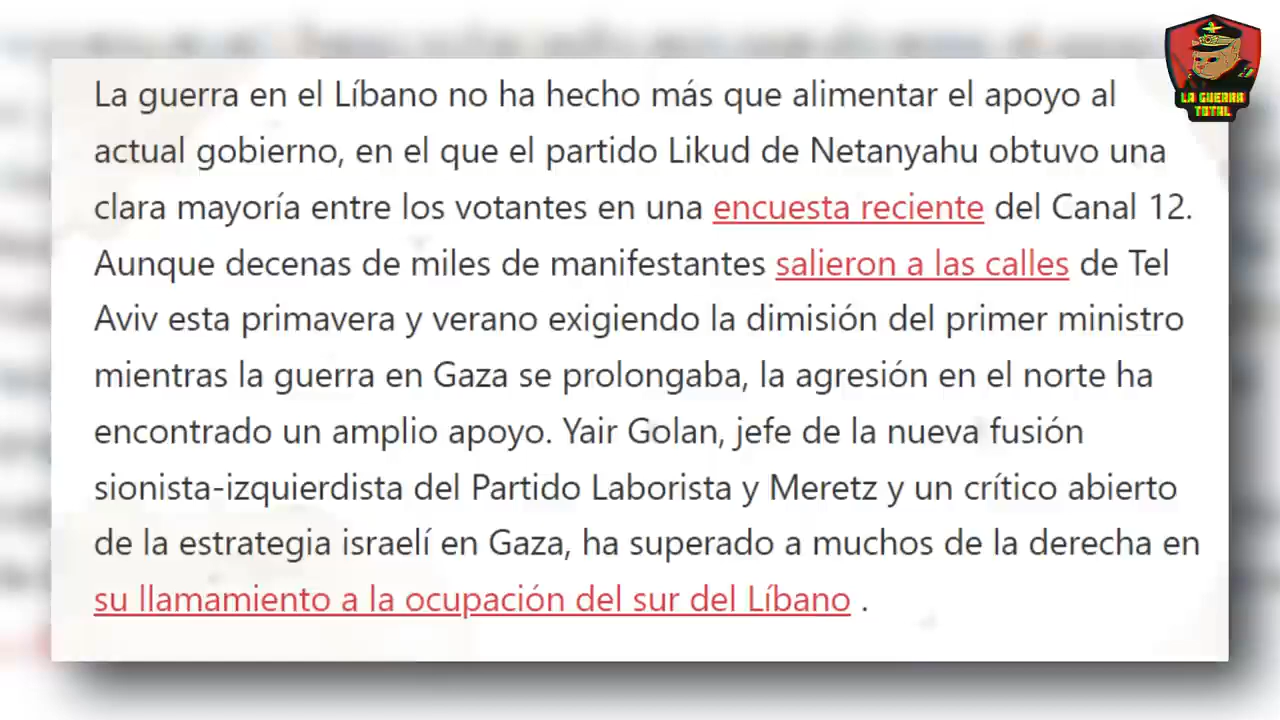 La guerra en el Líbano no ha hecho más que alimentar el apoyo al
actual gobierno, en el que el partido Likud de Netanyahu obtuvo una
clara mayoría entre los votantes en una encuesta reciente del Canal 12.
Aunque decenas de miles de manifestantes salieron a las calles de Tel
Aviv esta primavera y verano exigiendo la dimisión del primer ministro
mientras la guerra en Gaza se prolongaba, la agresión en el norte ha
encontrado un amplio apoyo. Yair Golan, jefe de la nueva fusión
sionista-izquierdista del Partido Laborista y Meretz y un crítico abierto
de la estrategia israelí en Gaza, ha superado a muchos de la derecha en
su llamamiento a la ocupación del sur del Líbano .
LA GUERRA
TOTAL